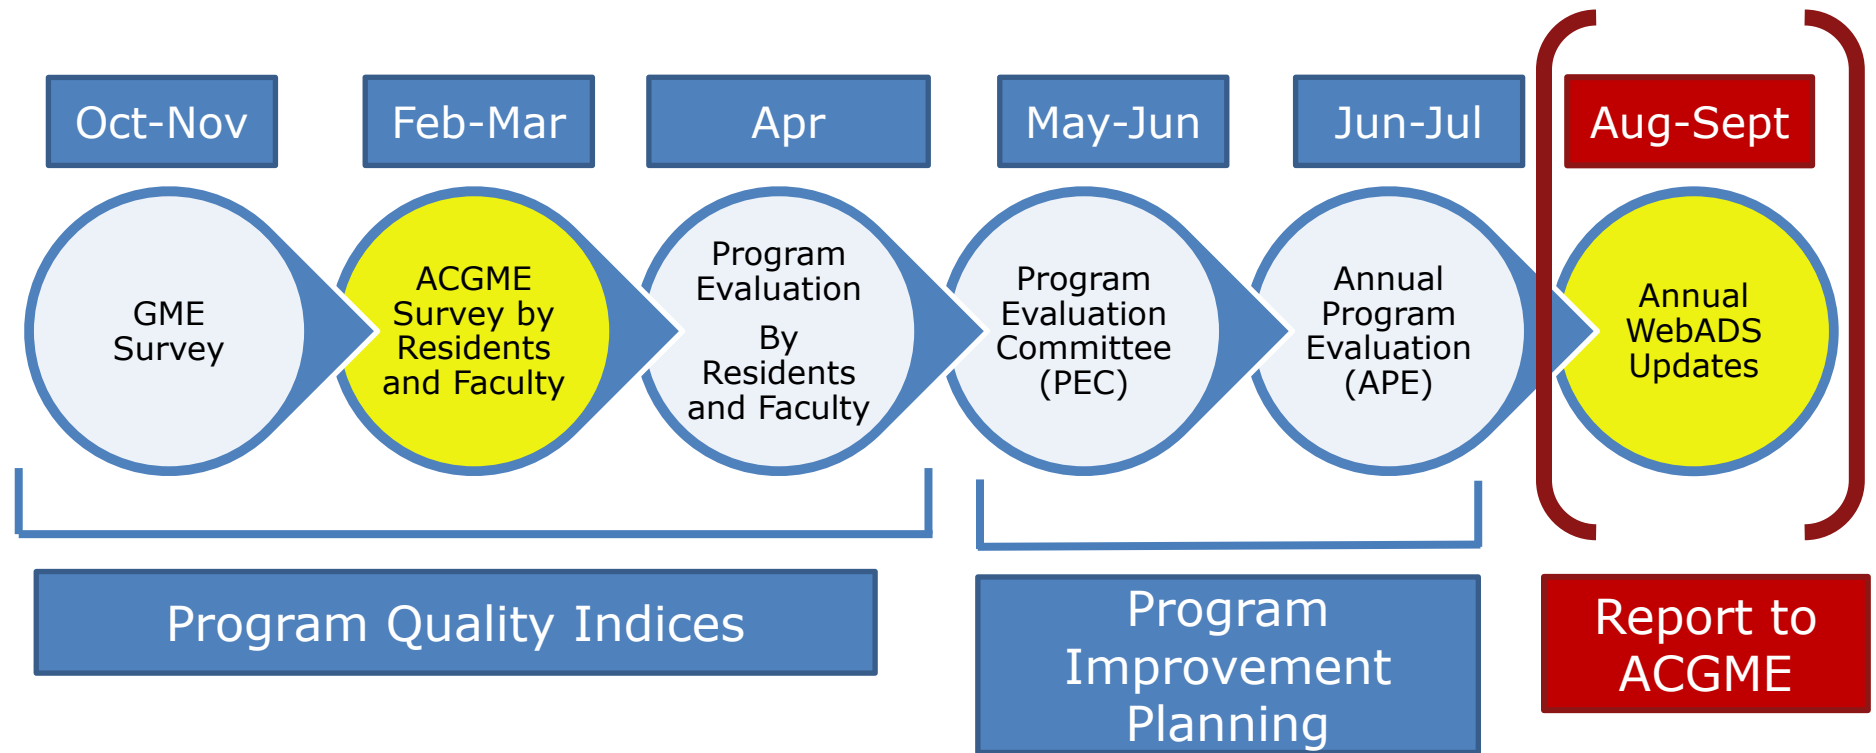 Oct-Nov
Feb-Mar
Apr
May-Jun
Jun-Jul
Aug-Sept
GME
Survey
ACGME
Survey by
Residents
and Faculty
Program
Evaluation
By
Residents
and Faculty
Program
Evaluation
Committee
(PEC)
Annual
Program
Evaluation
(APE)
Annual
WebADS
Updates
Program Quality Indices
Program
Improvement
Planning
Report to
ACGME